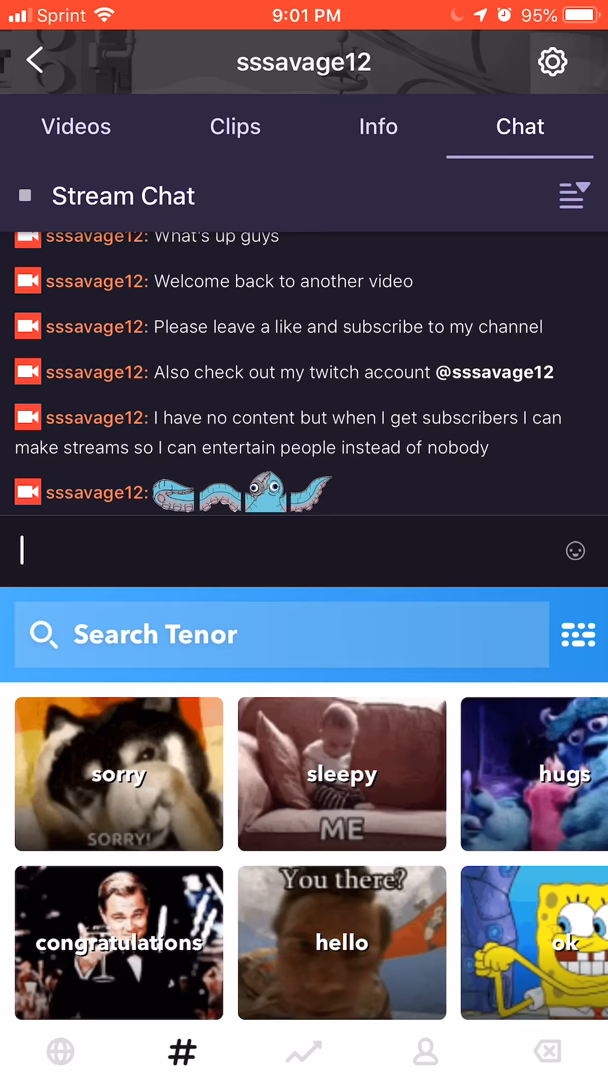 Sprint 9:01 PM 95%
sssavage12
Videos Clips Info Chat
Stream Chat
sssavage12: What's up guys
sssavage12: Welcome back to another video
sssavage12: Please leave a like and subscribe to my channel
sssavage12: Also check out my twitch account @sssavage12
sssavage12: I have no content but when I get subscribers I can
make streams so I can entertain people instead of nobody
sssavage12:
Search Tenor
sorry sleepy hugs
SORRY! ME
You there?
congratulations hello ok
#